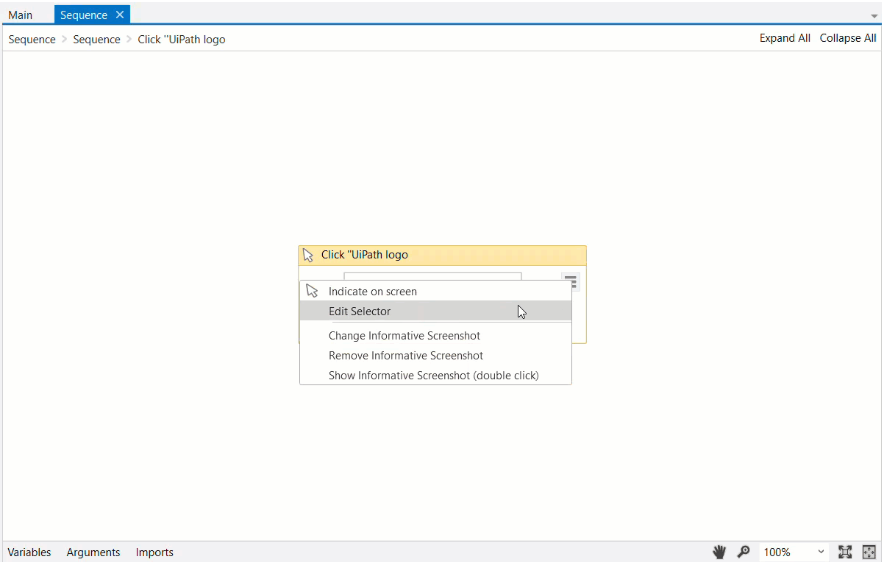 Main Sequence ×
Sequence > Sequence > Click "UiPath logo Expand All Collapse All
Click "UiPath logo
Indicate on screen
Edit Selector
Change Informative Screenshot
Remove Informative Screenshot
Show Informative Screenshot (double click)
Variables Arguments Imports 100%